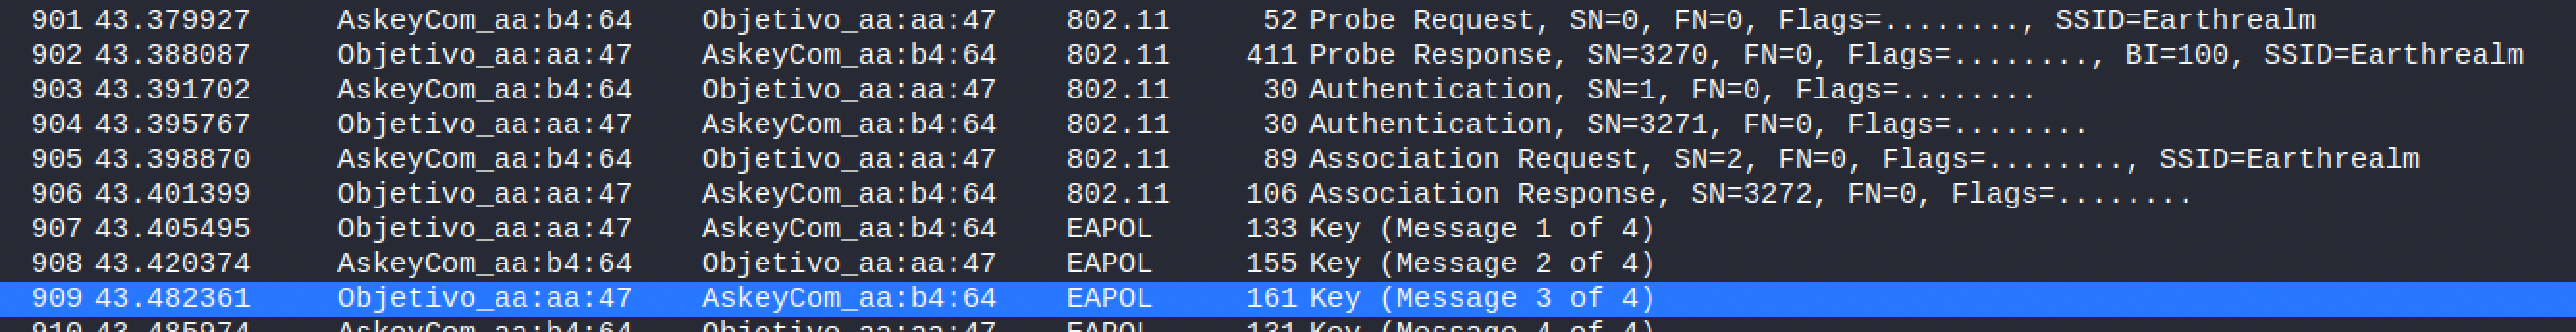 901 43.379927 AskeyCom_aa:b4:64 Objetivo_aa:aa:47 802.11 52 Probe Request, SN=0, FN=0, Flags=........, SSID=Earthrealm
902 43.388087 Objetivo_aa:aa:47 AskeyCom_aa:b4:64 802.11 411 Probe Response, SN=3270, FN=0, Flags=........, BI=100, SSID=Earthrealm
903 43.391702 AskeyCom_aa:b4:64 Objetivo_aa:aa:47 802.11 30 Authentication, SN=1, FN=0, Flags=........
904 43.395767 Objetivo_aa:aa:47 AskeyCom_aa:b4:64 802.11 30 Authentication, SN=3271, FN=0, Flags=........
905 43.398870 AskeyCom_aa:b4:64 Objetivo_aa:aa:47 802.11 89 Association Request, SN=2, FN=0, Flags=........, SSID=Earthrealm
906 43.401399 Objetivo_aa:aa:47 AskeyCom_aa:b4:64 802.11 106 Association Response, SN=3272, FN=0, Flags=........
907 43.405495 Objetivo_aa:aa:47 AskeyCom_aa:b4:64 EAPOL 133 Key (Message 1 of 4)
908 43.420374 AskeyCom_aa:b4:64 Objetivo_aa:aa:47 EAPOL 155 Key (Message 2 of 4)
909 43.482361 Objetivo_aa:aa:47 AskeyCom_aa:b4:64 EAPOL 161 Key (Message 3 of 4)
910 43.485974 AskeyCom_aa:b4:64 Objetivo_aa:aa:47 EAPOL 131 Key (Message 4 of 4)